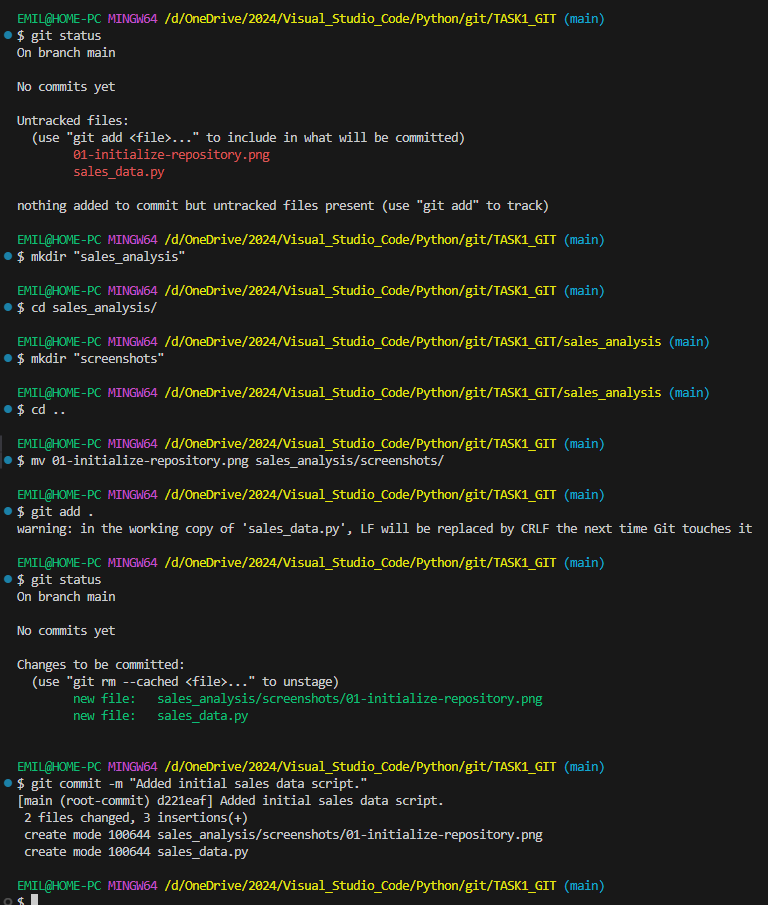 EMIL@HOME-PC MINGW64 /d/OneDrive/2024/Visual_Studio_Code/Python/git/TASK1_GIT (main)
$ git status
On branch main
No commits yet
Untracked files:
(use "git add <file>..." to include in what will be committed)
01-initialize-repository.png
sales_data.py
nothing added to commit but untracked files present (use "git add" to track)
EMIL@HOME-PC MINGW64 /d/OneDrive/2024/Visual_Studio_Code/Python/git/TASK1_GIT (main)
$ mkdir "sales_analysis"
EMIL@HOME-PC MINGW64 /d/OneDrive/2024/Visual_Studio_Code/Python/git/TASK1_GIT (main)
$ cd sales_analysis/
EMIL@HOME-PC MINGW64 /d/OneDrive/2024/Visual_Studio_Code/Python/git/TASK1_GIT/sales_analysis (main)
$ mkdir "screenshots"
EMIL@HOME-PC MINGW64 /d/OneDrive/2024/Visual_Studio_Code/Python/git/TASK1_GIT/sales_analysis (main)
$ cd ..
EMIL@HOME-PC MINGW64 /d/OneDrive/2024/Visual_Studio_Code/Python/git/TASK1_GIT (main)
$ mv 01-initialize-repository.png sales_analysis/screenshots/
EMIL@HOME-PC MINGW64 /d/OneDrive/2024/Visual_Studio_Code/Python/git/TASK1_GIT (main)
$ git add .
warning: in the working copy of 'sales_data.py', LF will be replaced by CRLF the next time Git touches it
EMIL@HOME-PC MINGW64 /d/OneDrive/2024/Visual_Studio_Code/Python/git/TASK1_GIT (main)
$ git status
On branch main
No commits yet
Changes to be committed:
(use "git rm --cached <file>..." to unstage)
new file:   sales_analysis/screenshots/01-initialize-repository.png
new file:   sales_data.py
EMIL@HOME-PC MINGW64 /d/OneDrive/2024/Visual_Studio_Code/Python/git/TASK1_GIT (main)
$ git commit -m "Added initial sales data script."
[main (root-commit) d221eaf] Added initial sales data script.
2 files changed, 3 insertions(+)
create mode 100644 sales_analysis/screenshots/01-initialize-repository.png
create mode 100644 sales_data.py
EMIL@HOME-PC MINGW64 /d/OneDrive/2024/Visual_Studio_Code/Python/git/TASK1_GIT (main)
$